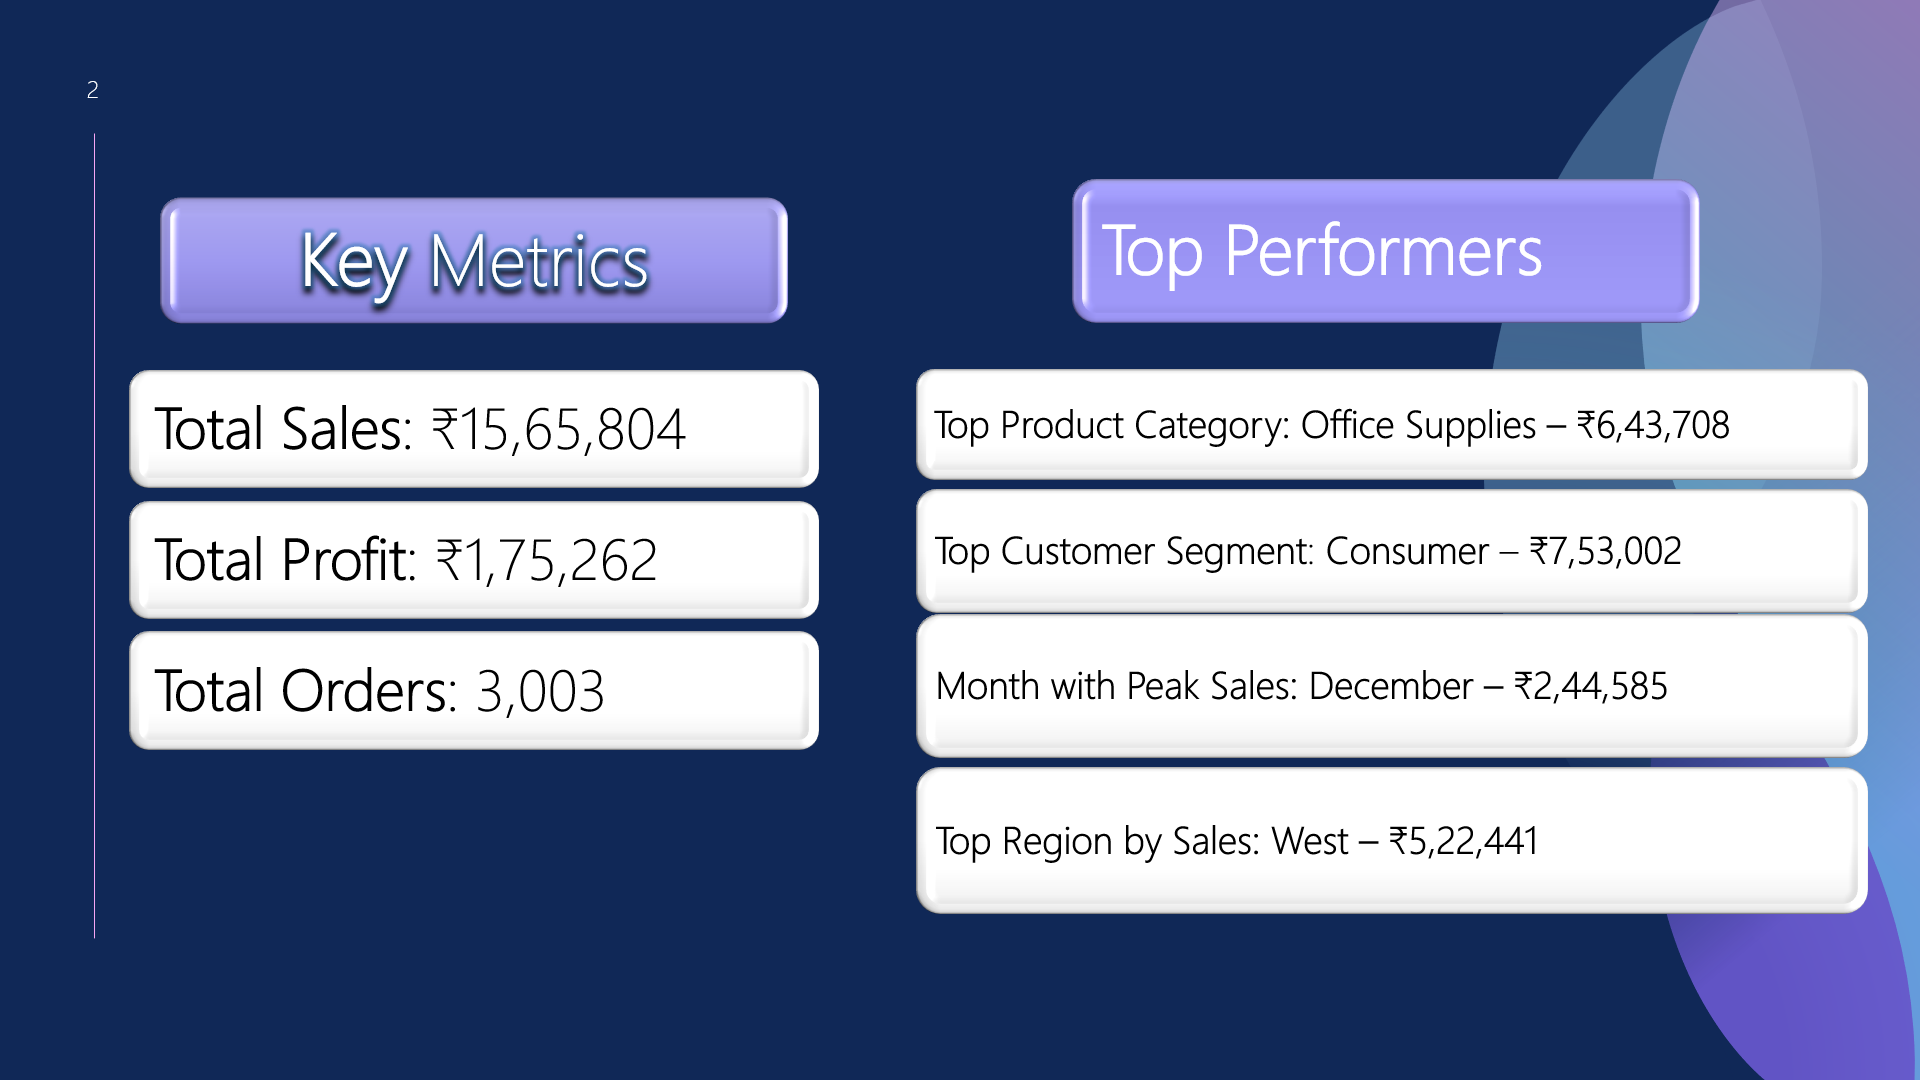 2
Key Metrics
Total Sales: ₹15,65,804
Total Profit: ₹1,75,262
Total Orders: 3,003
Top Performers
Top Product Category: Office Supplies – ₹6,43,708
Top Customer Segment: Consumer – ₹7,53,002
Month with Peak Sales: December – ₹2,44,585
Top Region by Sales: West – ₹5,22,441